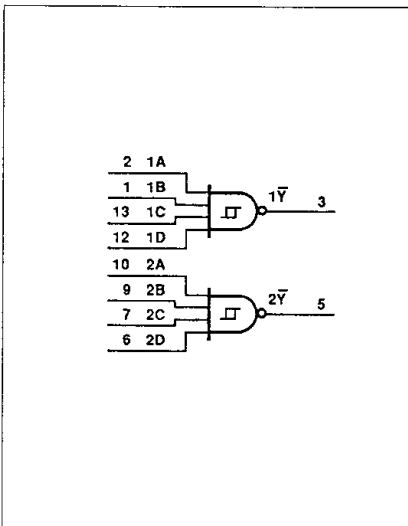 2 1A
1 1B
13 1C
12 1D
1Y̅ 3
10 2A
9 2B
7 2C
6 2D
2Y̅ 5